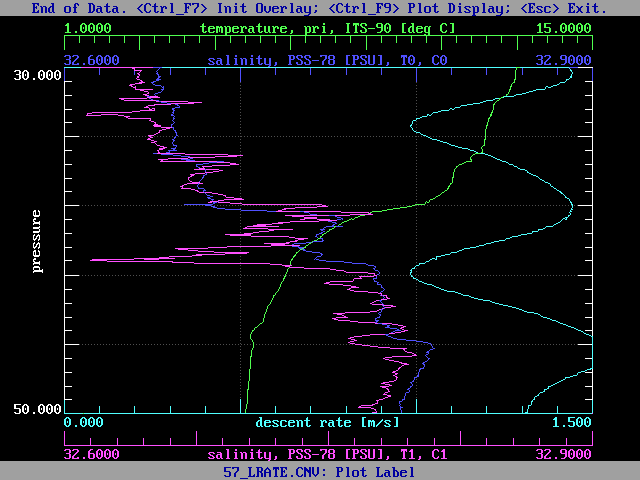 End of Data. <Ctrl_F7> Init Overlay; <Ctrl_F9> Plot Display; <Esc> Exit.
1.0000 temperature, pri, ITS-90 [deg C] 15.0000
32.6000 salinity, PSS-78 [PSU], T0, C0 32.9000
30.000
pressure
50.000
0.000 descent rate [m/s] 1.500
32.6000 salinity, PSS-78 [PSU], T1, C1 32.9000
57_LRATE.CNV: Plot Label